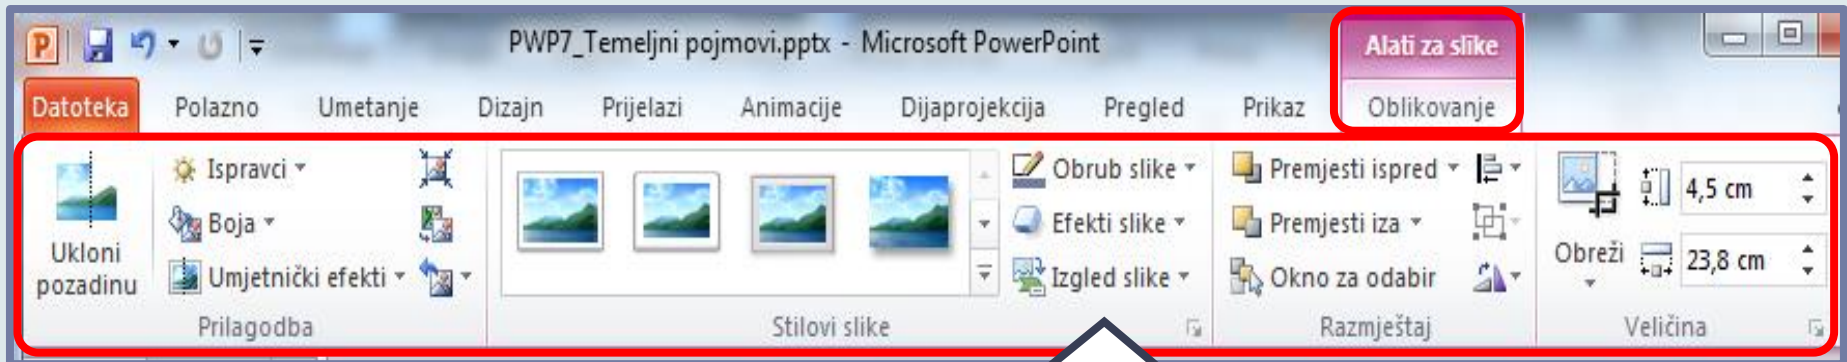 PWP7_Temeljni pojmovi.pptx - Microsoft PowerPoint
Alati za slike
Datoteka Polazno Umetanje Dizajn Prijelazi Animacije Dijaprojekcija Pregled Prikaz Oblikovanje
Ukloni pozadinu
Ispravci
Boja
Umjetnički efekti
Prilagodba
Obrub slike
Efekti slike
Izgled slike
Stilovi slike
Premjesti ispred
Premjesti iza
Okno za odabir
Razmještaj
Obreži
4,5 cm
23,8 cm
Veličina